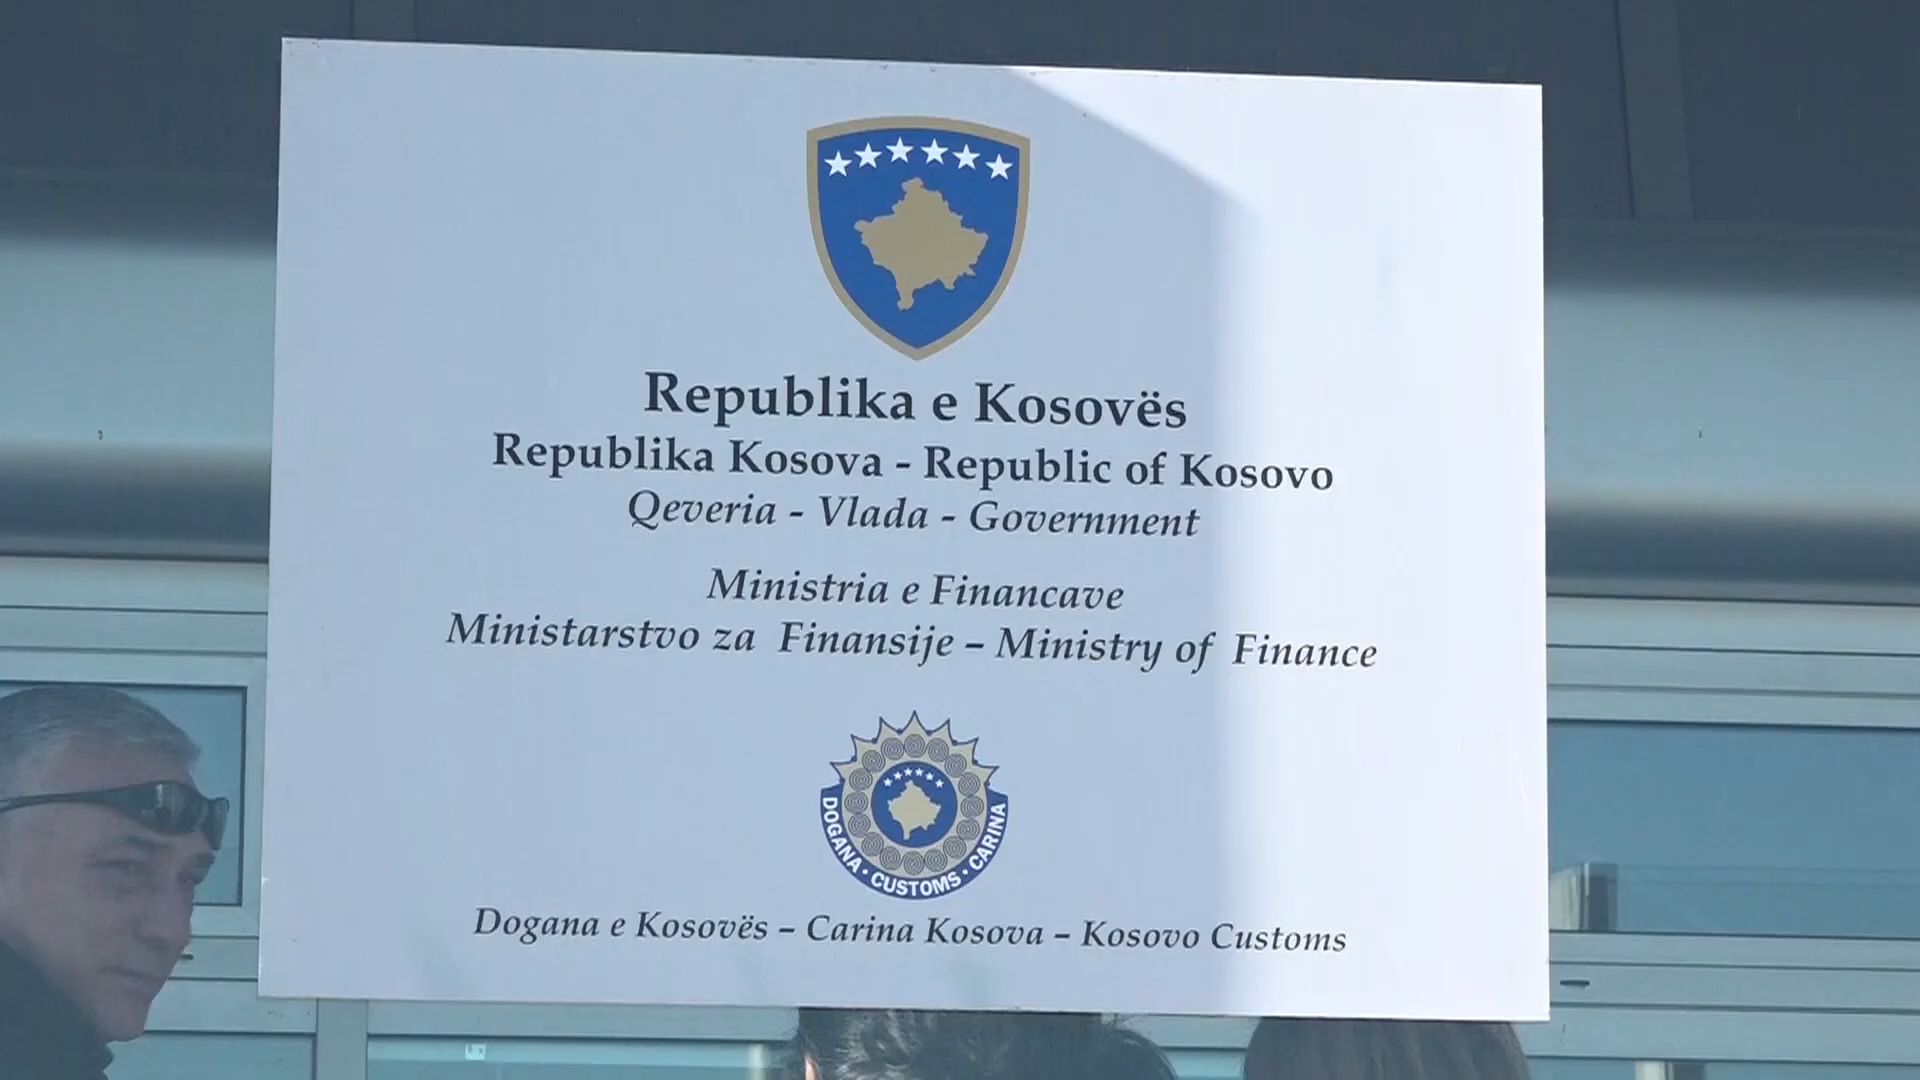 Republika e Kosovës
Republika Kosova - Republic of Kosovo
Qeveria - Vlada - Government
Ministria e Financave
Ministarstvo za Finansije – Ministry of Finance
DOGANA • CUSTOMS • CARINA
Dogana e Kosovës – Carina Kosova – Kosovo Customs